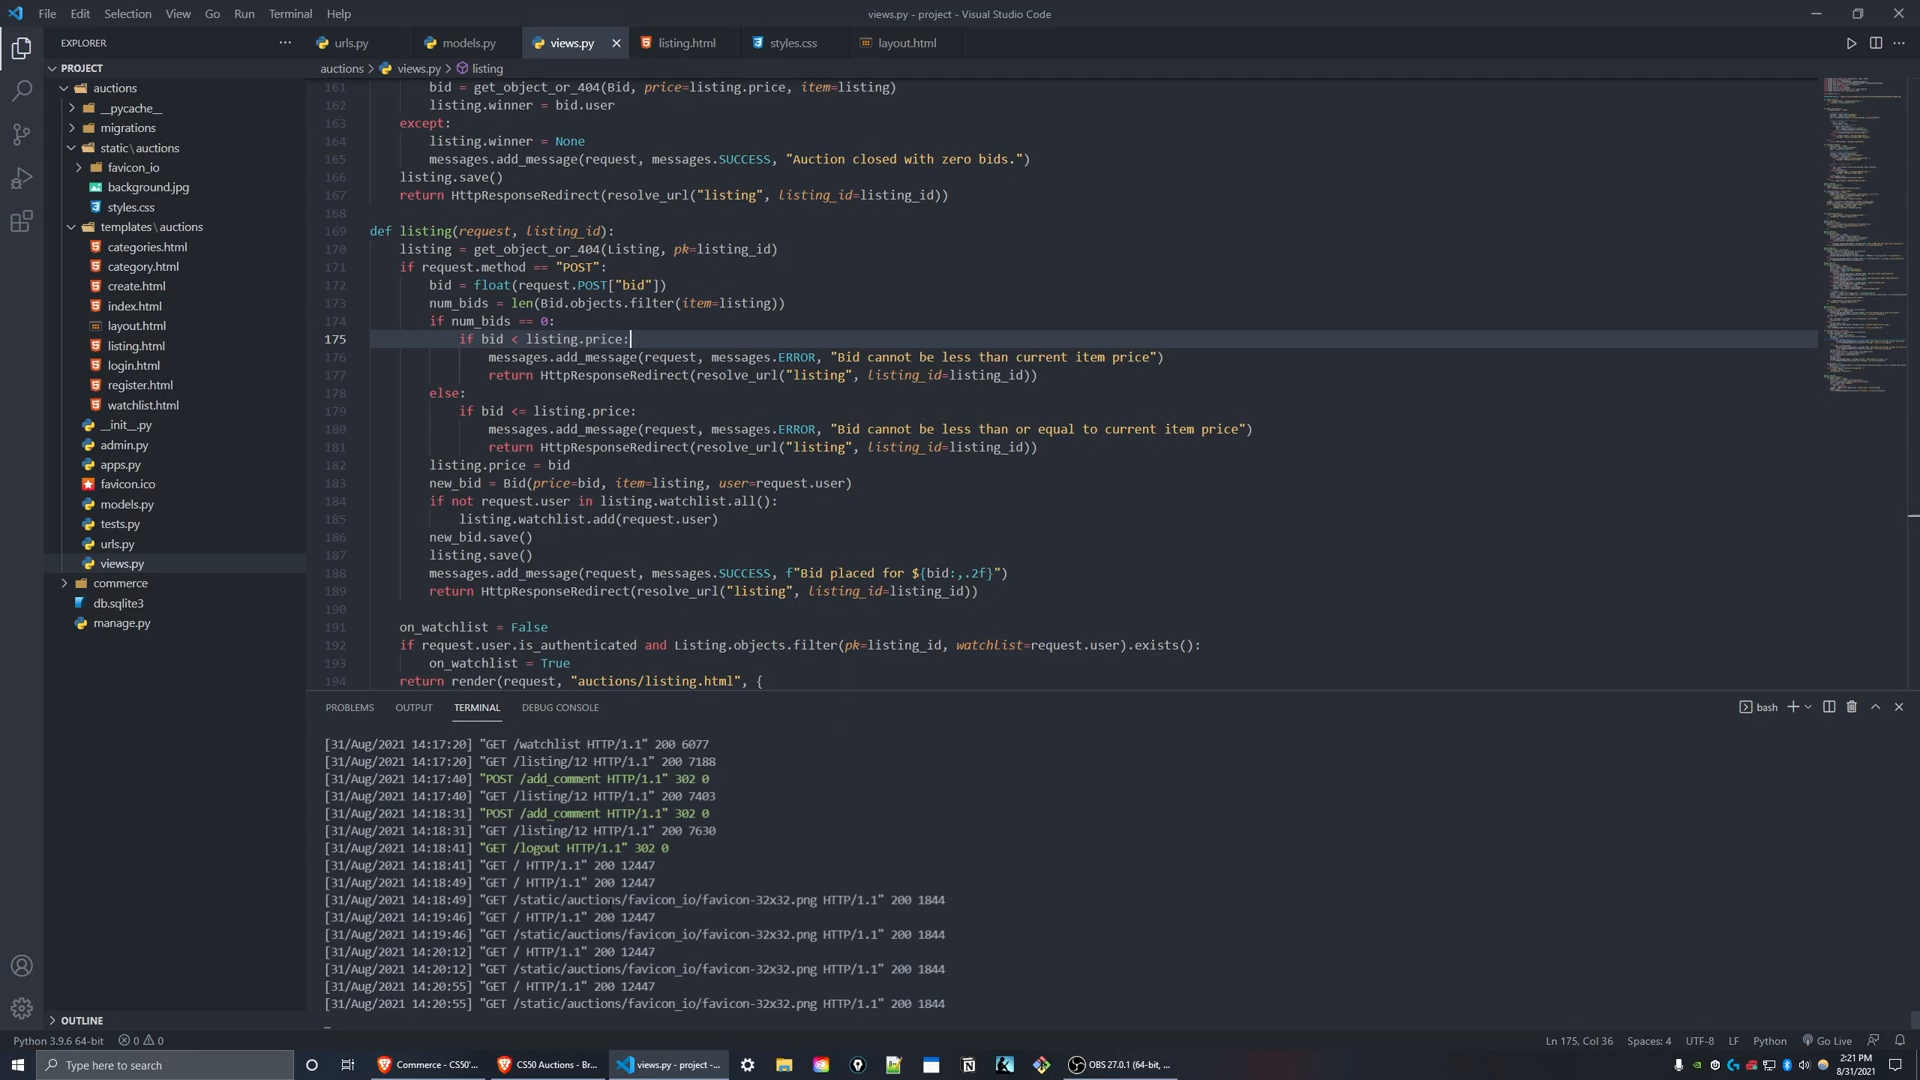 File Edit Selection View Go Run Terminal Help
views.py - project - Visual Studio Code
EXPLORER
urls.py
models.py
views.py
listing.html
styles.css
layout.html
PROJECT
auctions
__pycache__
migrations
static\auctions
favicon_io
background.jpg
styles.css
templates\auctions
categories.html
category.html
create.html
index.html
layout.html
listing.html
login.html
register.html
watchlist.html
__init__.py
admin.py
apps.py
favicon.ico
models.py
tests.py
urls.py
views.py
commerce
db.sqlite3
manage.py
OUTLINE
auctions > views.py > listing
161 bid = get_object_or_404(Bid, price=listing.price, item=listing)
162 listing.winner = bid.user
163 except:
164 listing.winner = None
165 messages.add_message(request, messages.SUCCESS, "Auction closed with zero bids.")
166 listing.save()
167 return HttpResponseRedirect(resolve_url("listing", listing_id=listing_id))
168
169 def listing(request, listing_id):
170 listing = get_object_or_404(Listing, pk=listing_id)
171 if request.method == "POST":
172 bid = float(request.POST["bid"])
173 num_bids = len(Bid.objects.filter(item=listing))
174 if num_bids == 0:
175 if bid < listing.price:
176 messages.add_message(request, messages.ERROR, "Bid cannot be less than current item price")
177 return HttpResponseRedirect(resolve_url("listing", listing_id=listing_id))
178 else:
179 if bid <= listing.price:
180 messages.add_message(request, messages.ERROR, "Bid cannot be less than or equal to current item price")
181 return HttpResponseRedirect(resolve_url("listing", listing_id=listing_id))
182 listing.price = bid
183 new_bid = Bid(price=bid, item=listing, user=request.user)
184 if not request.user in listing.watchlist.all():
185 listing.watchlist.add(request.user)
186 new_bid.save()
187 listing.save()
188 messages.add_message(request, messages.SUCCESS, f"Bid placed for ${bid:,.2f}")
189 return HttpResponseRedirect(resolve_url("listing", listing_id=listing_id))
190
191 on_watchlist = False
192 if request.user.is_authenticated and Listing.objects.filter(pk=listing_id, watchlist=request.user).exists():
193 on_watchlist = True
194 return render(request, "auctions/listing.html", {
PROBLEMS OUTPUT TERMINAL DEBUG CONSOLE
bash
[31/Aug/2021 14:17:20] "GET /watchlist HTTP/1.1" 200 6077
[31/Aug/2021 14:17:20] "GET /listing/12 HTTP/1.1" 200 7188
[31/Aug/2021 14:17:40] "POST /add_comment HTTP/1.1" 302 0
[31/Aug/2021 14:17:40] "GET /listing/12 HTTP/1.1" 200 7403
[31/Aug/2021 14:18:31] "POST /add_comment HTTP/1.1" 302 0
[31/Aug/2021 14:18:31] "GET /listing/12 HTTP/1.1" 200 7630
[31/Aug/2021 14:18:41] "GET /logout HTTP/1.1" 302 0
[31/Aug/2021 14:18:41] "GET / HTTP/1.1" 200 12447
[31/Aug/2021 14:18:49] "GET / HTTP/1.1" 200 12447
[31/Aug/2021 14:18:49] "GET /static/auctions/favicon_io/favicon-32x32.png HTTP/1.1" 200 1844
[31/Aug/2021 14:19:46] "GET / HTTP/1.1" 200 12447
[31/Aug/2021 14:19:46] "GET /static/auctions/favicon_io/favicon-32x32.png HTTP/1.1" 200 1844
[31/Aug/2021 14:20:12] "GET / HTTP/1.1" 200 12447
[31/Aug/2021 14:20:12] "GET /static/auctions/favicon_io/favicon-32x32.png HTTP/1.1" 200 1844
[31/Aug/2021 14:20:55] "GET / HTTP/1.1" 200 12447
[31/Aug/2021 14:20:55] "GET /static/auctions/favicon_io/favicon-32x32.png HTTP/1.1" 200 1844
Python 3.9.6 64-bit 0 0
Ln 175, Col 36 Spaces: 4 UTF-8 LF Python Go Live
Type here to search
Commerce - CS50'...
CS50 Auctions - Br...
views.py - project -...
OBS 27.0.1 (64-bit, ...
2:21 PM
8/31/2021